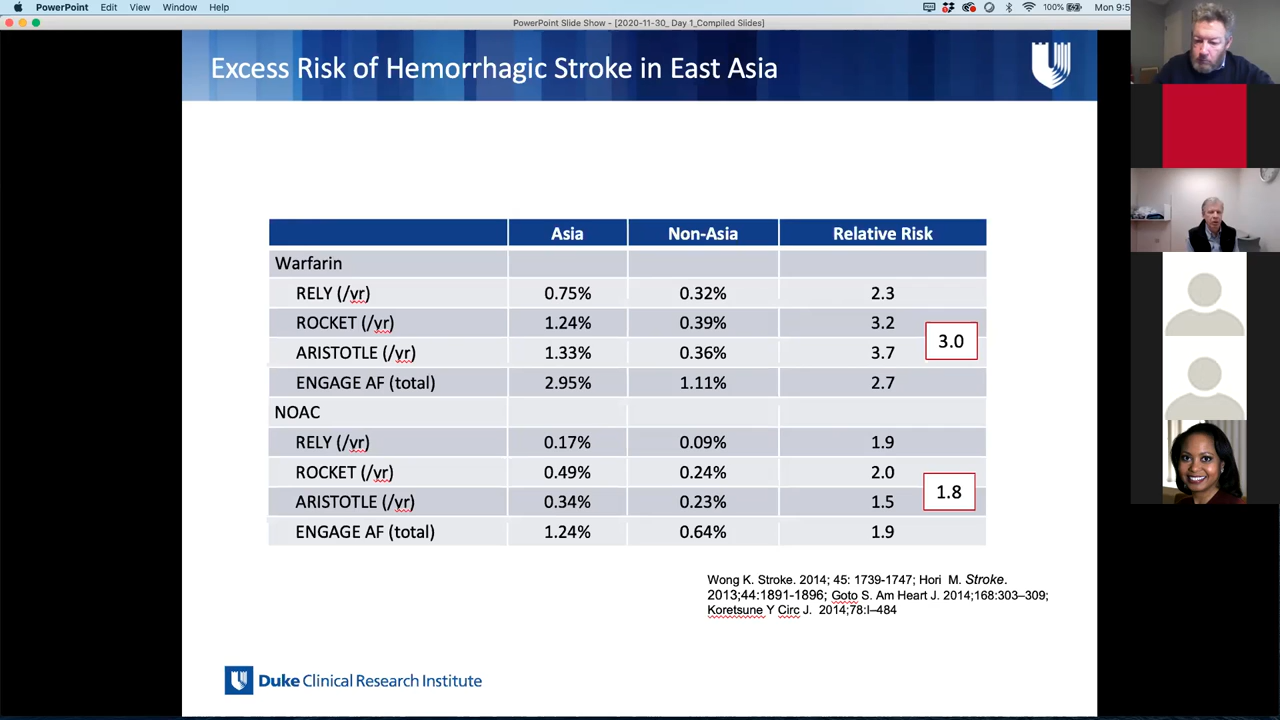 PowerPoint File Edit View Window Help 100% Mon 9:5
PowerPoint Slide Show - [2020-11-30_ Day 1_Compiled Slides]
Excess Risk of Hemorrhagic Stroke in East Asia
Asia Non-Asia Relative Risk
Warfarin
RELY (/yr) 0.75% 0.32% 2.3
ROCKET (/yr) 1.24% 0.39% 3.2
3.0
ARISTOTLE (/yr) 1.33% 0.36% 3.7
ENGAGE AF (total) 2.95% 1.11% 2.7
NOAC
RELY (/yr) 0.17% 0.09% 1.9
ROCKET (/yr) 0.49% 0.24% 2.0
1.8
ARISTOTLE (/yr) 0.34% 0.23% 1.5
ENGAGE AF (total) 1.24% 0.64% 1.9
Wong K. Stroke. 2014; 45: 1739-1747; Hori M. Stroke.
2013;44:1891-1896; Goto S. Am Heart J. 2014;168:303–309;
Koretsune Y Circ J. 2014;78:I–484
Duke Clinical Research Institute